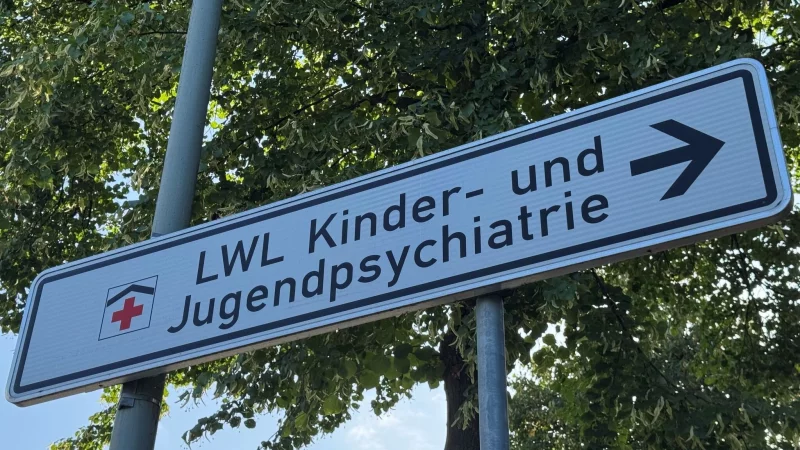 LWL Kinder- und
Jugendpsychiatrie